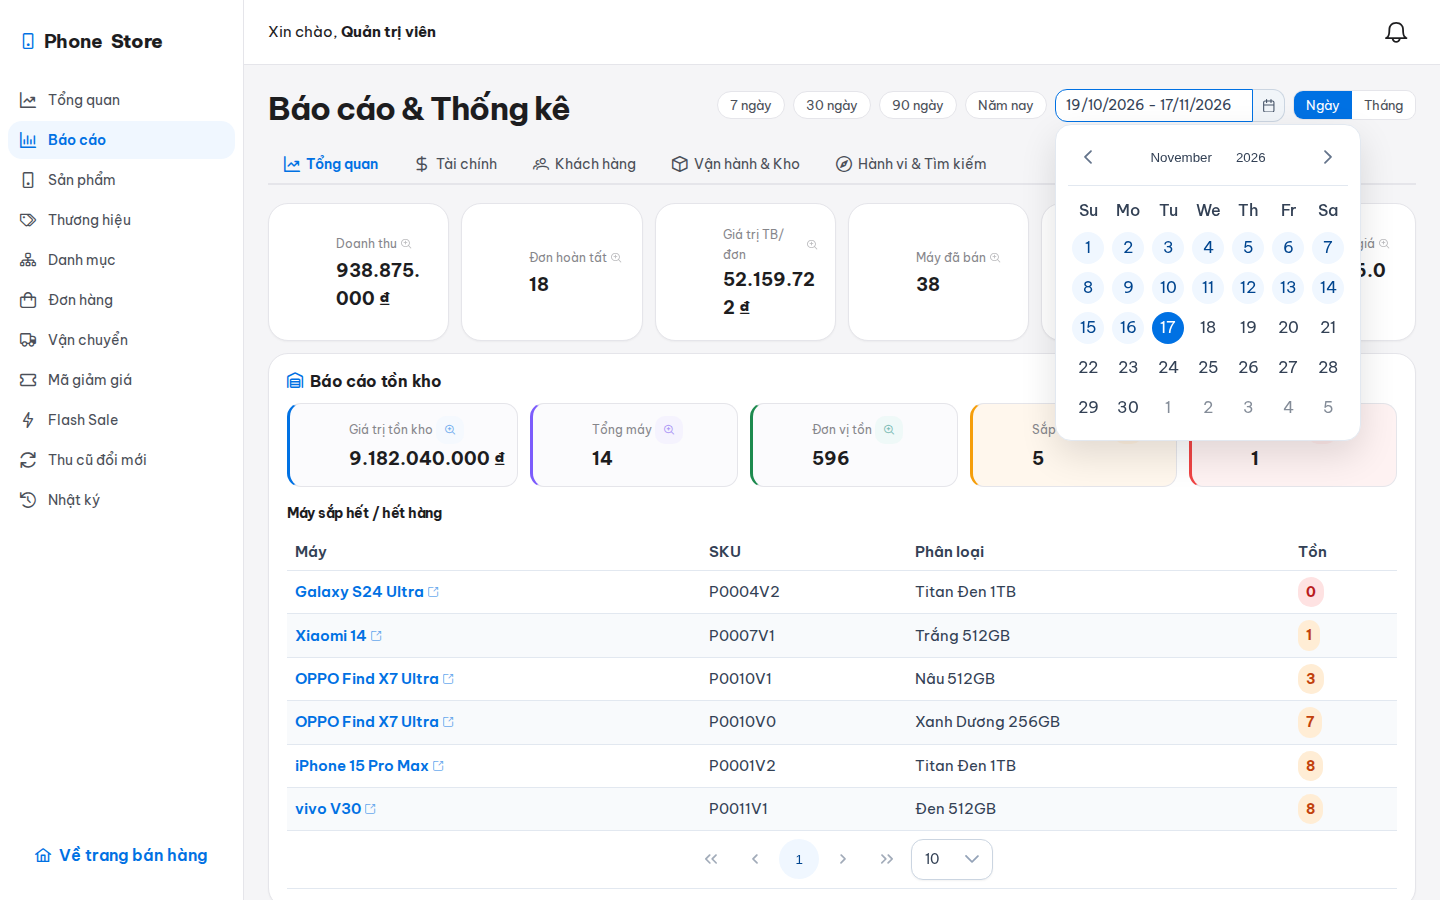 Phone Store
Tổng quan
Báo cáo
Sản phẩm
Thương hiệu
Danh mục
Đơn hàng
Vận chuyển
Mã giảm giá
Flash Sale
Thu cũ đổi mới
Nhật ký
Về trang bán hàng
Xin chào, Quản trị viên
Báo cáo & Thống kê
7 ngày
30 ngày
90 ngày
Năm nay
19/10/2026 - 17/11/2026
Ngày
Tháng
Tổng quan
Tài chính
Khách hàng
Vận hành & Kho
Hành vi & Tìm kiếm
November 2026
Su Mo Tu We Th Fr Sa
1 2 3 4 5 6 7
8 9 10 11 12 13 14
15 16 17 18 19 20 21
22 23 24 25 26 27 28
29 30 1 2 3 4 5
Doanh thu
938.875.
000 ₫
Đơn hoàn tất
18
Giá trị TB/
đơn
52.159.72
2 ₫
Máy đã bán
38
giá
5.0
Báo cáo tồn kho
Giá trị tồn kho
9.182.040.000 ₫
Tổng máy
14
Đơn vị tồn
596
Sắp
5
1
Máy sắp hết / hết hàng
Máy SKU Phân loại Tồn
Galaxy S24 Ultra P0004V2 Titan Đen 1TB 0
Xiaomi 14 P0007V1 Trắng 512GB 1
OPPO Find X7 Ultra P0010V1 Nâu 512GB 3
OPPO Find X7 Ultra P0010V0 Xanh Dương 256GB 7
iPhone 15 Pro Max P0001V2 Titan Đen 1TB 8
vivo V30 P0011V1 Đen 512GB 8
1
10